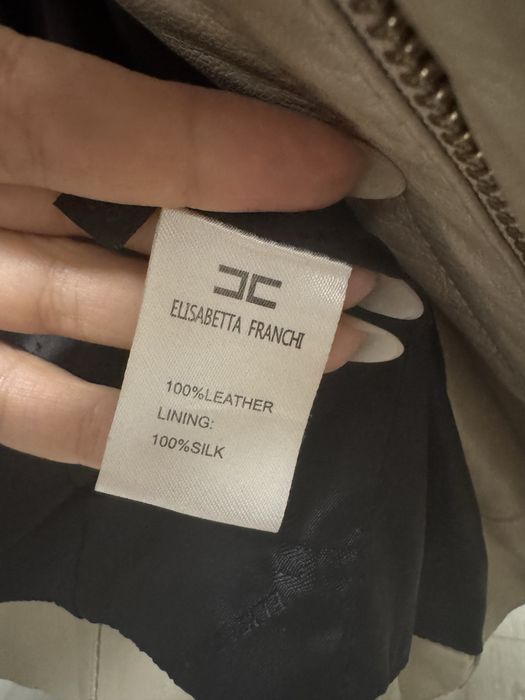 ELISABETTA FRANCHI
100%LEATHER
LINING:
100%SILK